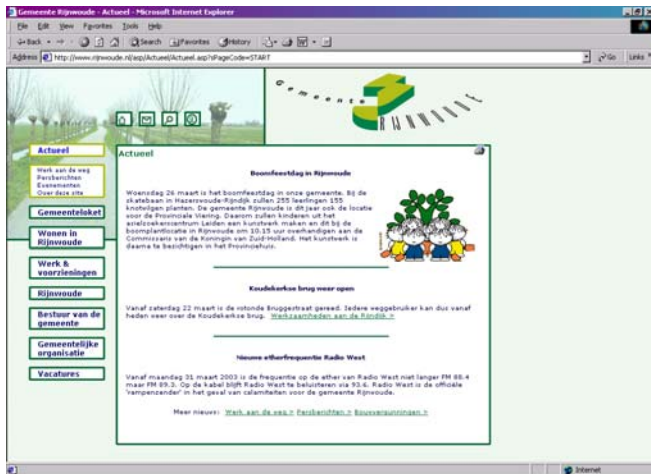 Gemeente Rijnwoude - Actueel - Microsoft Internet Explorer
File Edit View Favorites Tools Help
Back Search Favorites History
Address http://www.rijnwoude.nl/asp/Actueel/Actueel.asp?sPageCode=START Go Links »
Gemeente
RIJNWOUDE
Actueel
Werk aan de weg
Persberichten
Evenementen
Over deze site
Gemeenteloket
Wonen in
Rijnwoude
Werk &
voorzieningen
Rijnwoude
Bestuur van de
gemeente
Gemeentelijke
organisatie
Vacatures
Actueel
Boomfeestdag in Rijnwoude
Woensdag 26 maart is het boomfeestdag in onze gemeente. Bij de
skatebaan in Hazerswoude-Rijndijk zullen 255 leerlingen 155
knotwilgen planten. De gemeente Rijnwoude is dit jaar ook de locatie
voor de Provinciale Viering. Daarom zullen kinderen uit het
asielzoekerscentrum Leiden een kunstwerk maken en dit bij de
boomplantlocatie in Rijnwoude om 10.15 uur overhandigen aan de
Commissaris van de Koningin van Zuid-Holland. Het kunstwerk is
daarna te bezichtigen in het Provinciehuis.
Koudekerkse brug weer open
Vanaf zaterdag 22 maart is de rotonde Bruggestraat gereed. Iedere weggebruiker kan dus vanaf
heden weer over de Koudekerkse brug. Werkzaamheden aan de Rijndijk >
Nieuwe etherfrequentie Radio West
Vanaf maandag 31 maart 2003 is de frequentie op de ether van Radio West niet langer FM 88.4
maar FM 89.3. Op de kabel blijft Radio West te beluisteren via 93.6. Radio West is de officiële
'rampenzender' in het geval van calamiteiten voor de gemeente Rijnwoude.
Meer nieuws: Werk aan de weg > Persberichten > Bouwvergunningen >
Internet